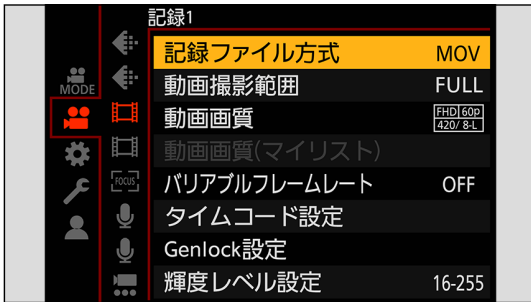 記録1
記録ファイル方式 MOV
動画撮影範囲 FULL
動画画質 FHD 60p
420/ 8-L
動画画質(マイリスト)
バリアブルフレームレート OFF
タイムコード設定
Genlock設定
輝度レベル設定 16-255
MODE
FOCUS